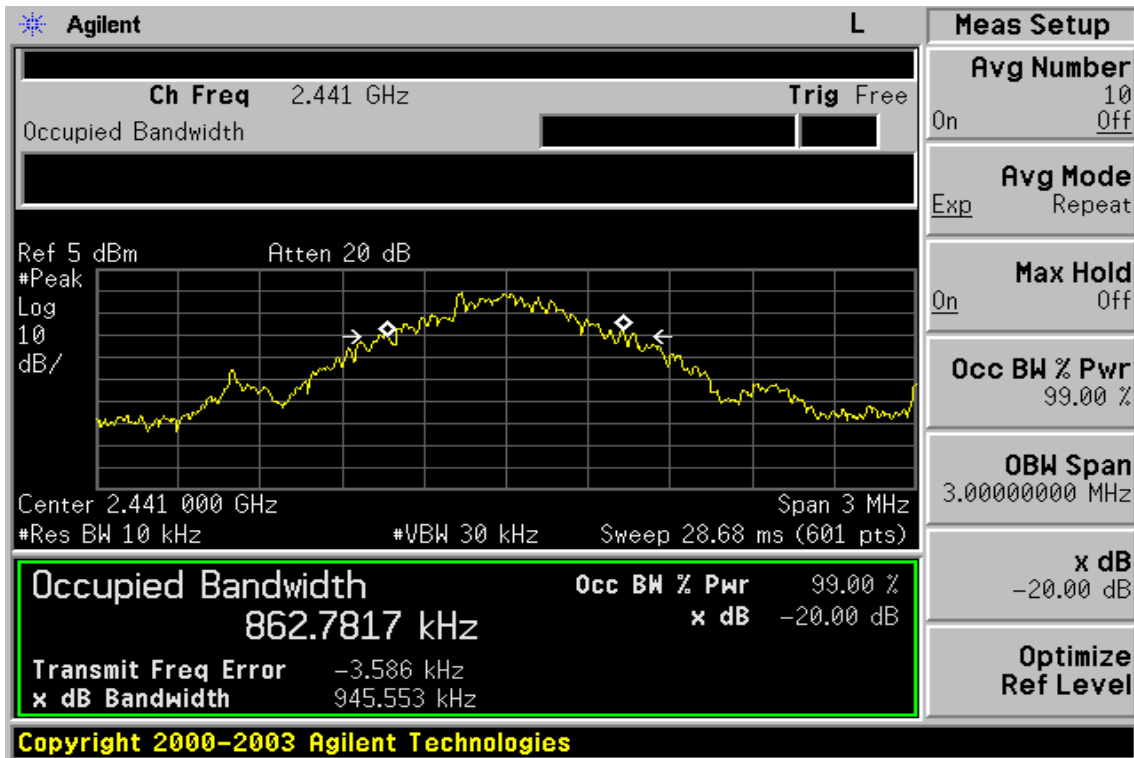 Agilent L
Meas Setup
Ch Freq 2.441 GHz Trig Free
Occupied Bandwidth
Ref 5 dBm Atten 20 dB
#Peak
Log
10
dB/
Center 2.441 000 GHz Span 3 MHz
#Res BW 10 kHz #VBW 30 kHz Sweep 28.68 ms (601 pts)
Occupied Bandwidth Occ BW % Pwr 99.00 %
862.7817 kHz x dB -20.00 dB
Transmit Freq Error -3.586 kHz
x dB Bandwidth 945.553 kHz
Copyright 2000-2003 Agilent Technologies
Avg Number
10
On Off
Avg Mode
Exp Repeat
Max Hold
On Off
Occ BW % Pwr
99.00 %
OBW Span
3.00000000 MHz
x dB
-20.00 dB
Optimize
Ref Level